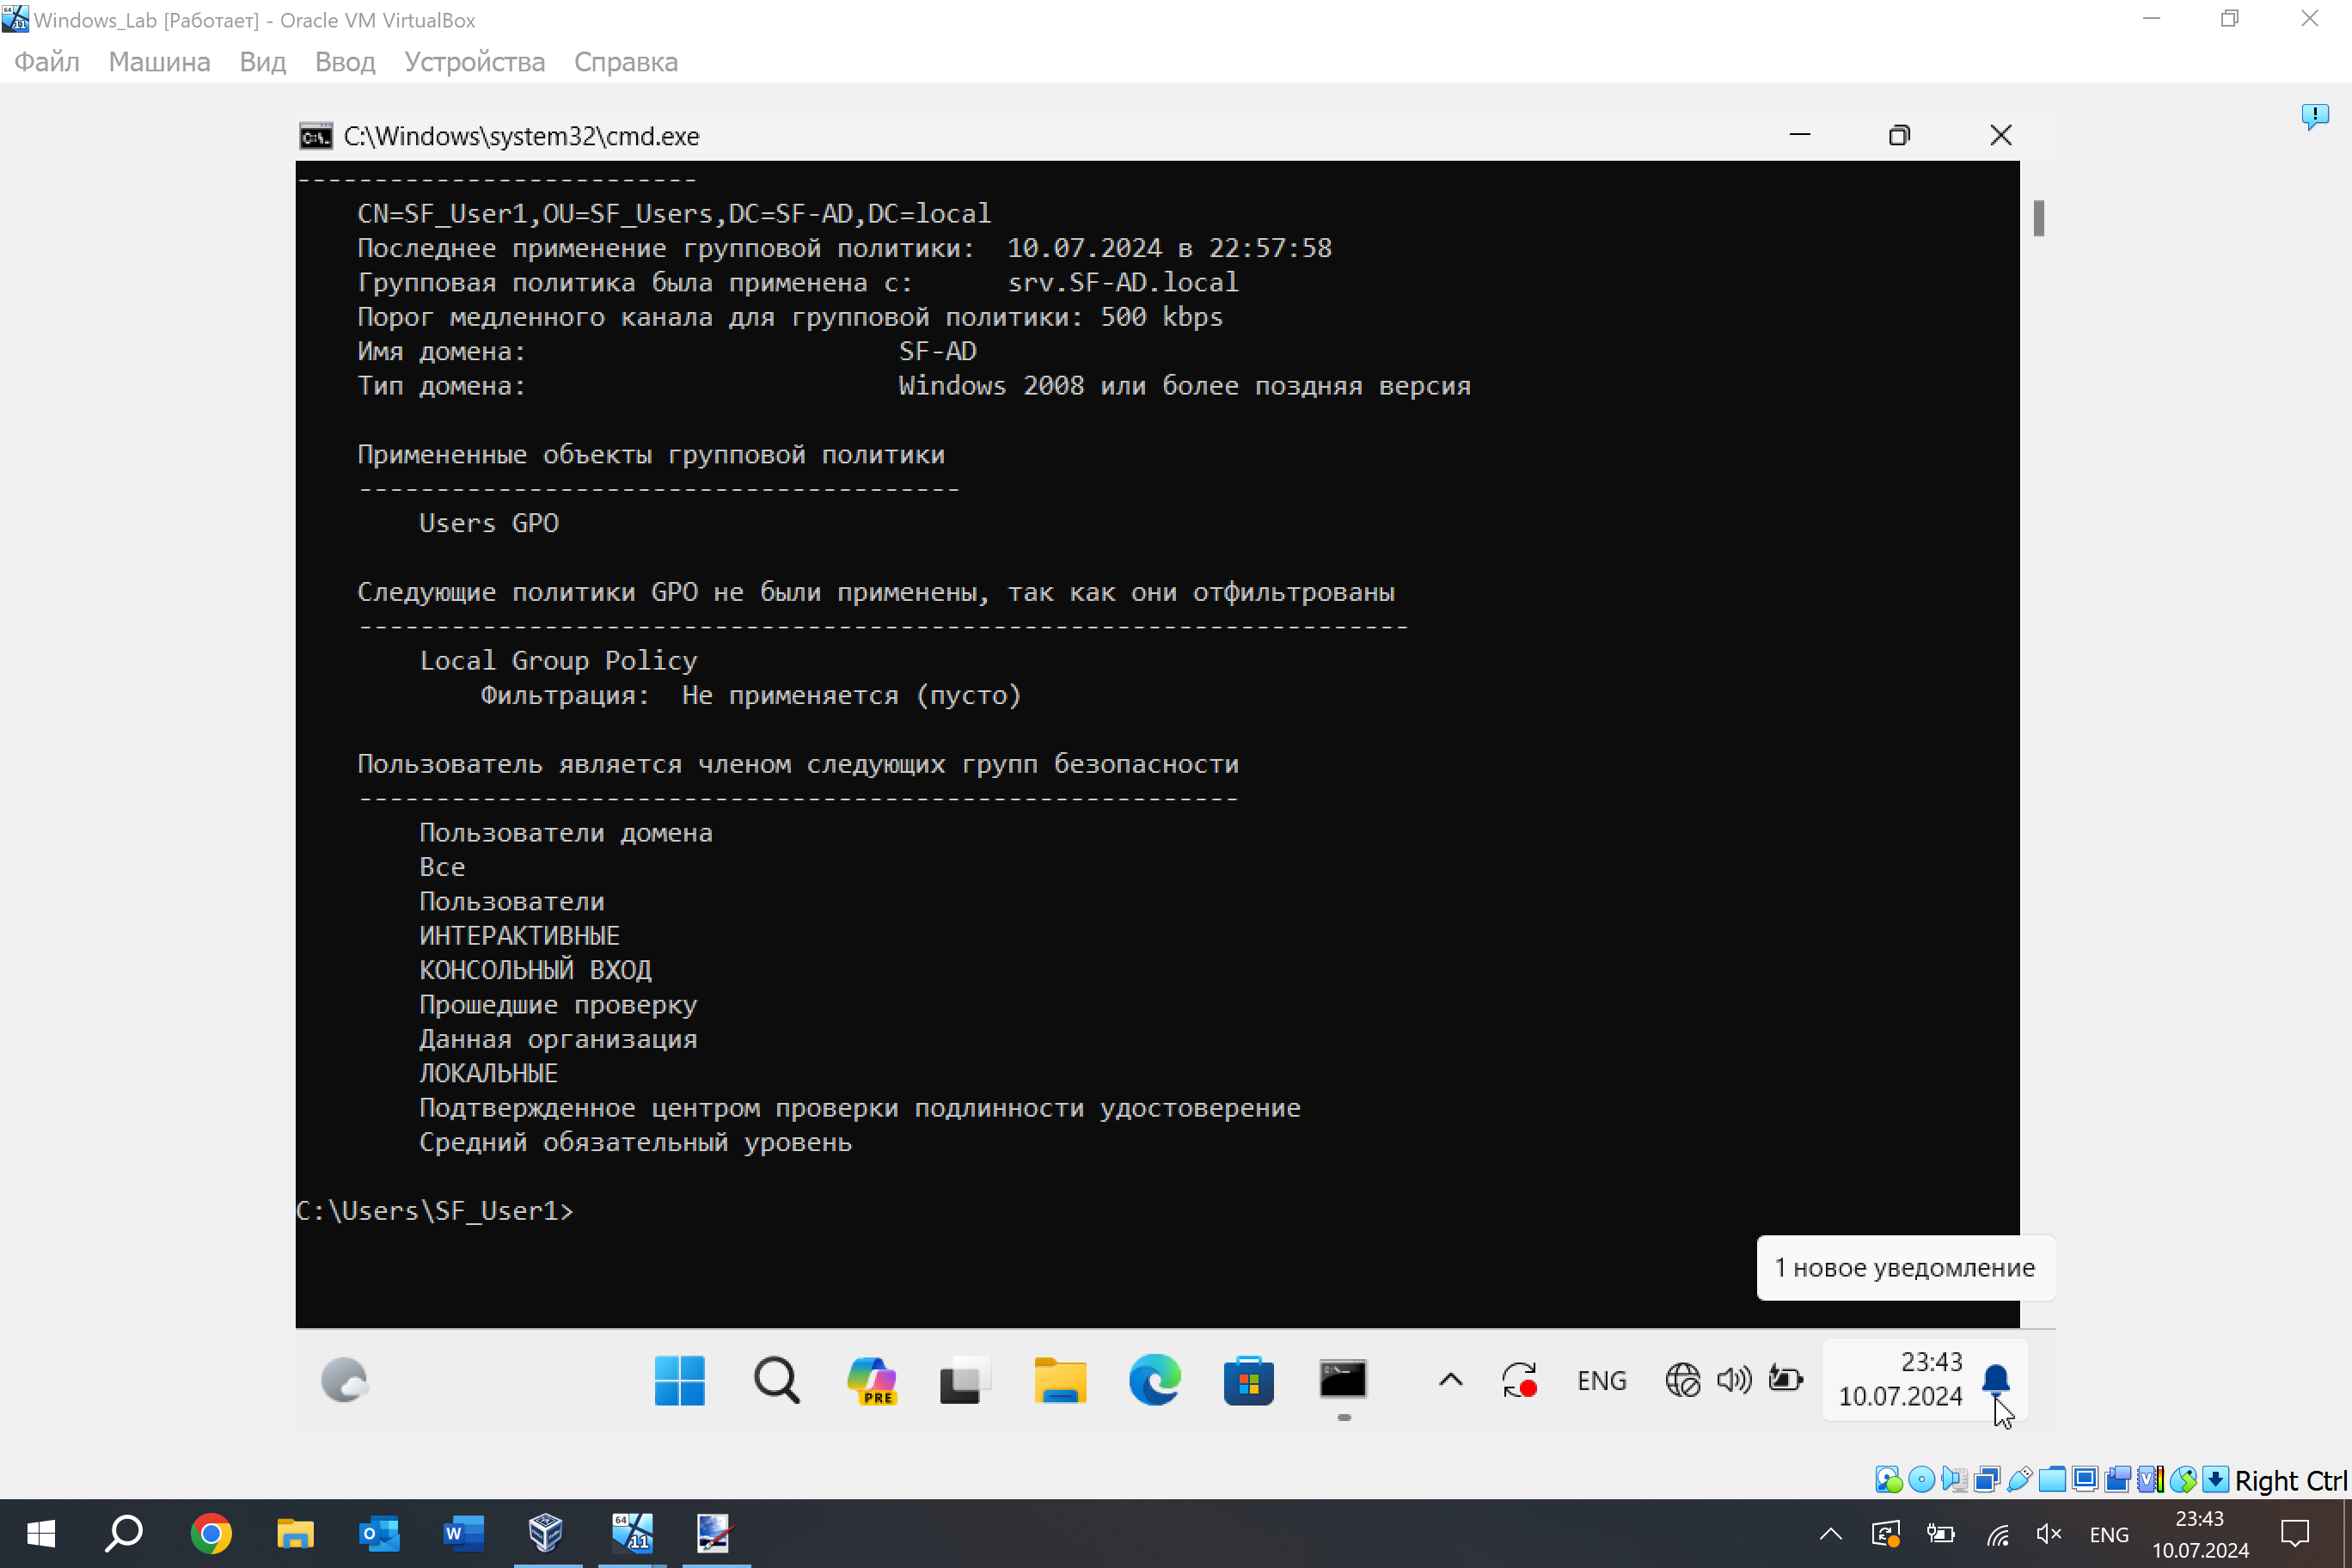 Windows_Lab [Работает] - Oracle VM VirtualBox
Файл Машина Вид Ввод Устройства Справка
C:\Windows\system32\cmd.exe
--------------------------
CN=SF_User1,OU=SF_Users,DC=SF-AD,DC=local
Последнее применение групповой политики: 10.07.2024 в 22:57:58
Групповая политика была применена с: srv.SF-AD.local
Порог медленного канала для групповой политики: 500 kbps
Имя домена: SF-AD
Тип домена: Windows 2008 или более поздняя версия
Примененные объекты групповой политики
---------------------------------------
Users GPO
Следующие политики GPO не были применены, так как они отфильтрованы
--------------------------------------------------------------------
Local Group Policy
Фильтрация: Не применяется (пусто)
Пользователь является членом следующих групп безопасности
---------------------------------------------------------
Пользователи домена
Все
Пользователи
ИНТЕРАКТИВНЫЕ
КОНСОЛЬНЫЙ ВХОД
Прошедшие проверку
Данная организация
ЛОКАЛЬНЫЕ
Подтвержденное центром проверки подлинности удостоверение
Средний обязательный уровень
C:\Users\SF_User1>
1 новое уведомление
PRE
ENG
23:43
10.07.2024
Right Ctrl
64
11
ENG
23:43
10.07.2024